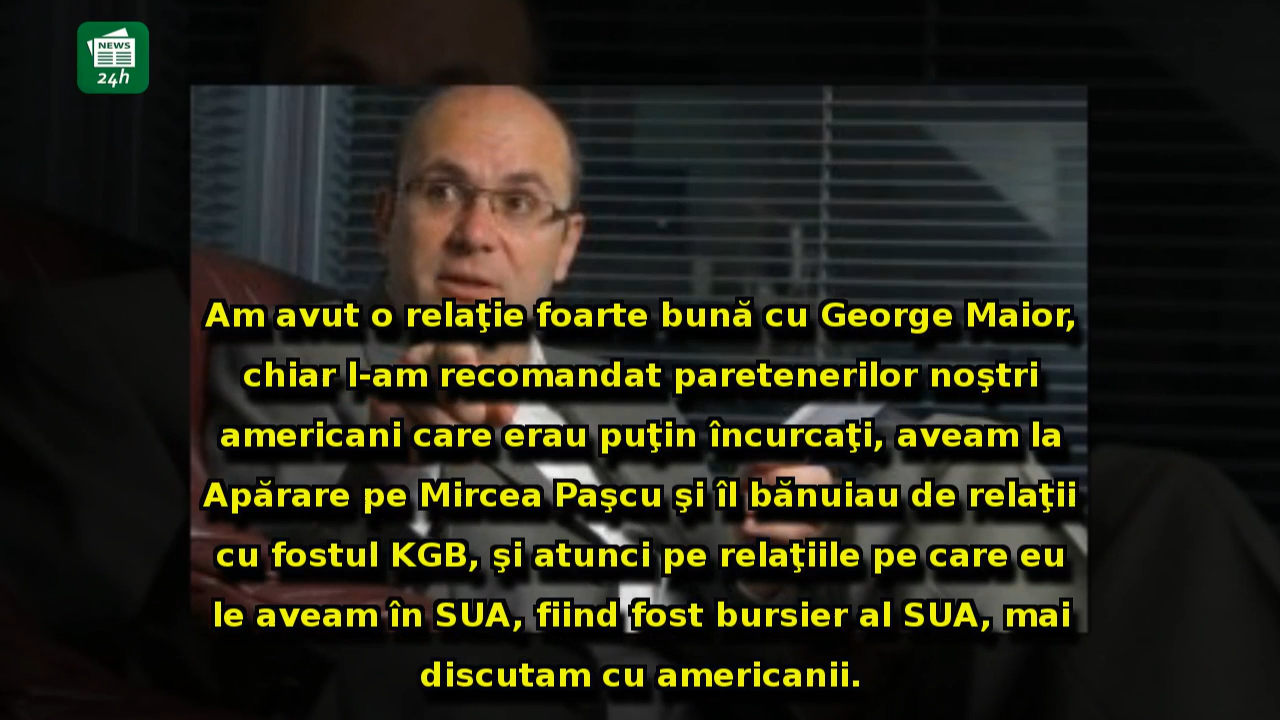 NEWS
24h
Am avut o relaţie foarte bună cu George Maior,
chiar l-am recomandat paretenerilor noştri
americani care erau puţin încurcaţi, aveam la
Apărare pe Mircea Paşcu şi îl bănuiau de relaţii
cu fostul KGB, şi atunci pe relaţiile pe care eu
le aveam în SUA, fiind fost bursier al SUA, mai
discutam cu americanii.